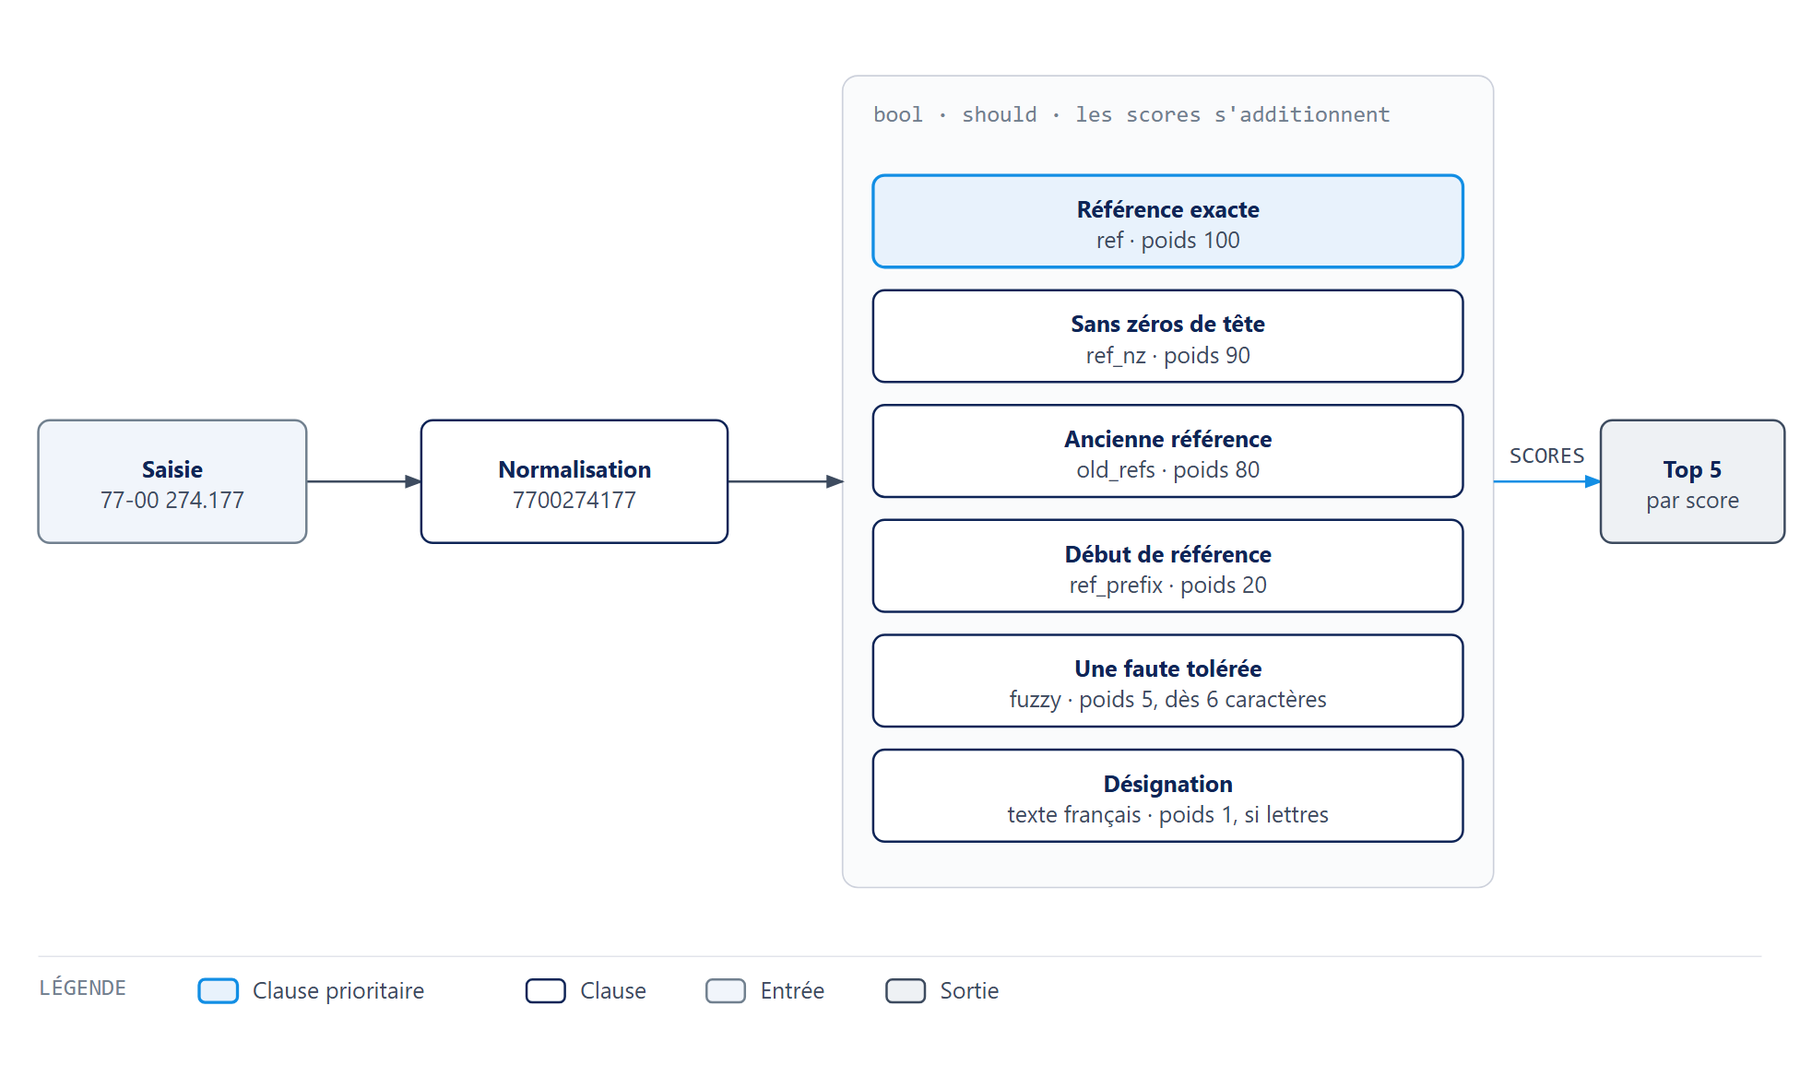 bool · should · les scores s'additionnent
Référence exacte
ref · poids 100
Sans zéros de tête
ref_nz · poids 90
Ancienne référence
old_refs · poids 80
Début de référence
ref_prefix · poids 20
Une faute tolérée
fuzzy · poids 5, dès 6 caractères
Désignation
texte français · poids 1, si lettres
Saisie
77-00 274.177
Normalisation
7700274177
SCORES
Top 5
par score
LÉGENDE
Clause prioritaire
Clause
Entrée
Sortie